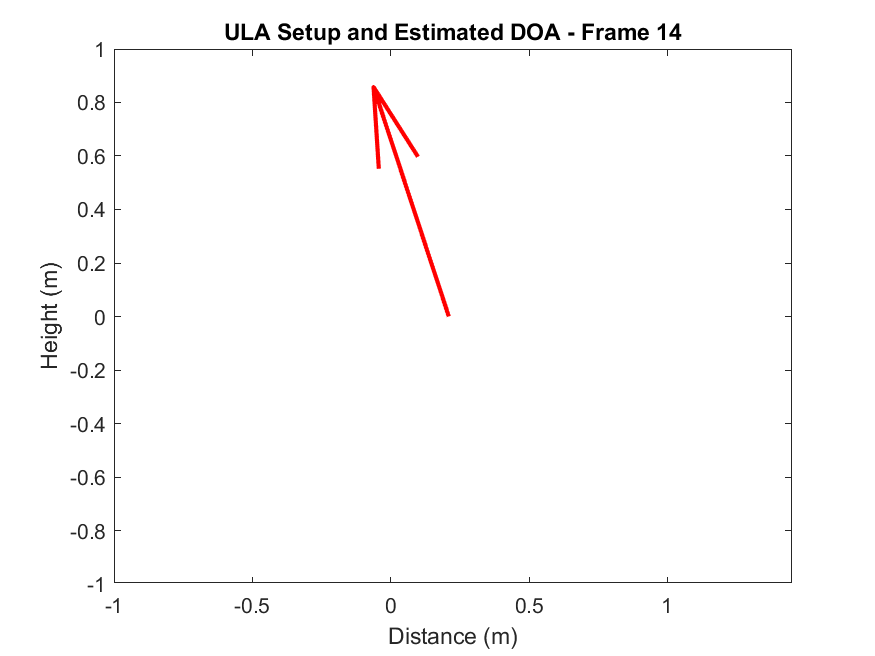 ULA Setup and Estimated DOA - Frame 14
1
0.8
0.6
0.4
0.2
0
-0.2
-0.4
-0.6
-0.8
-1
Height (m)
-1 -0.5 0 0.5 1
Distance (m)